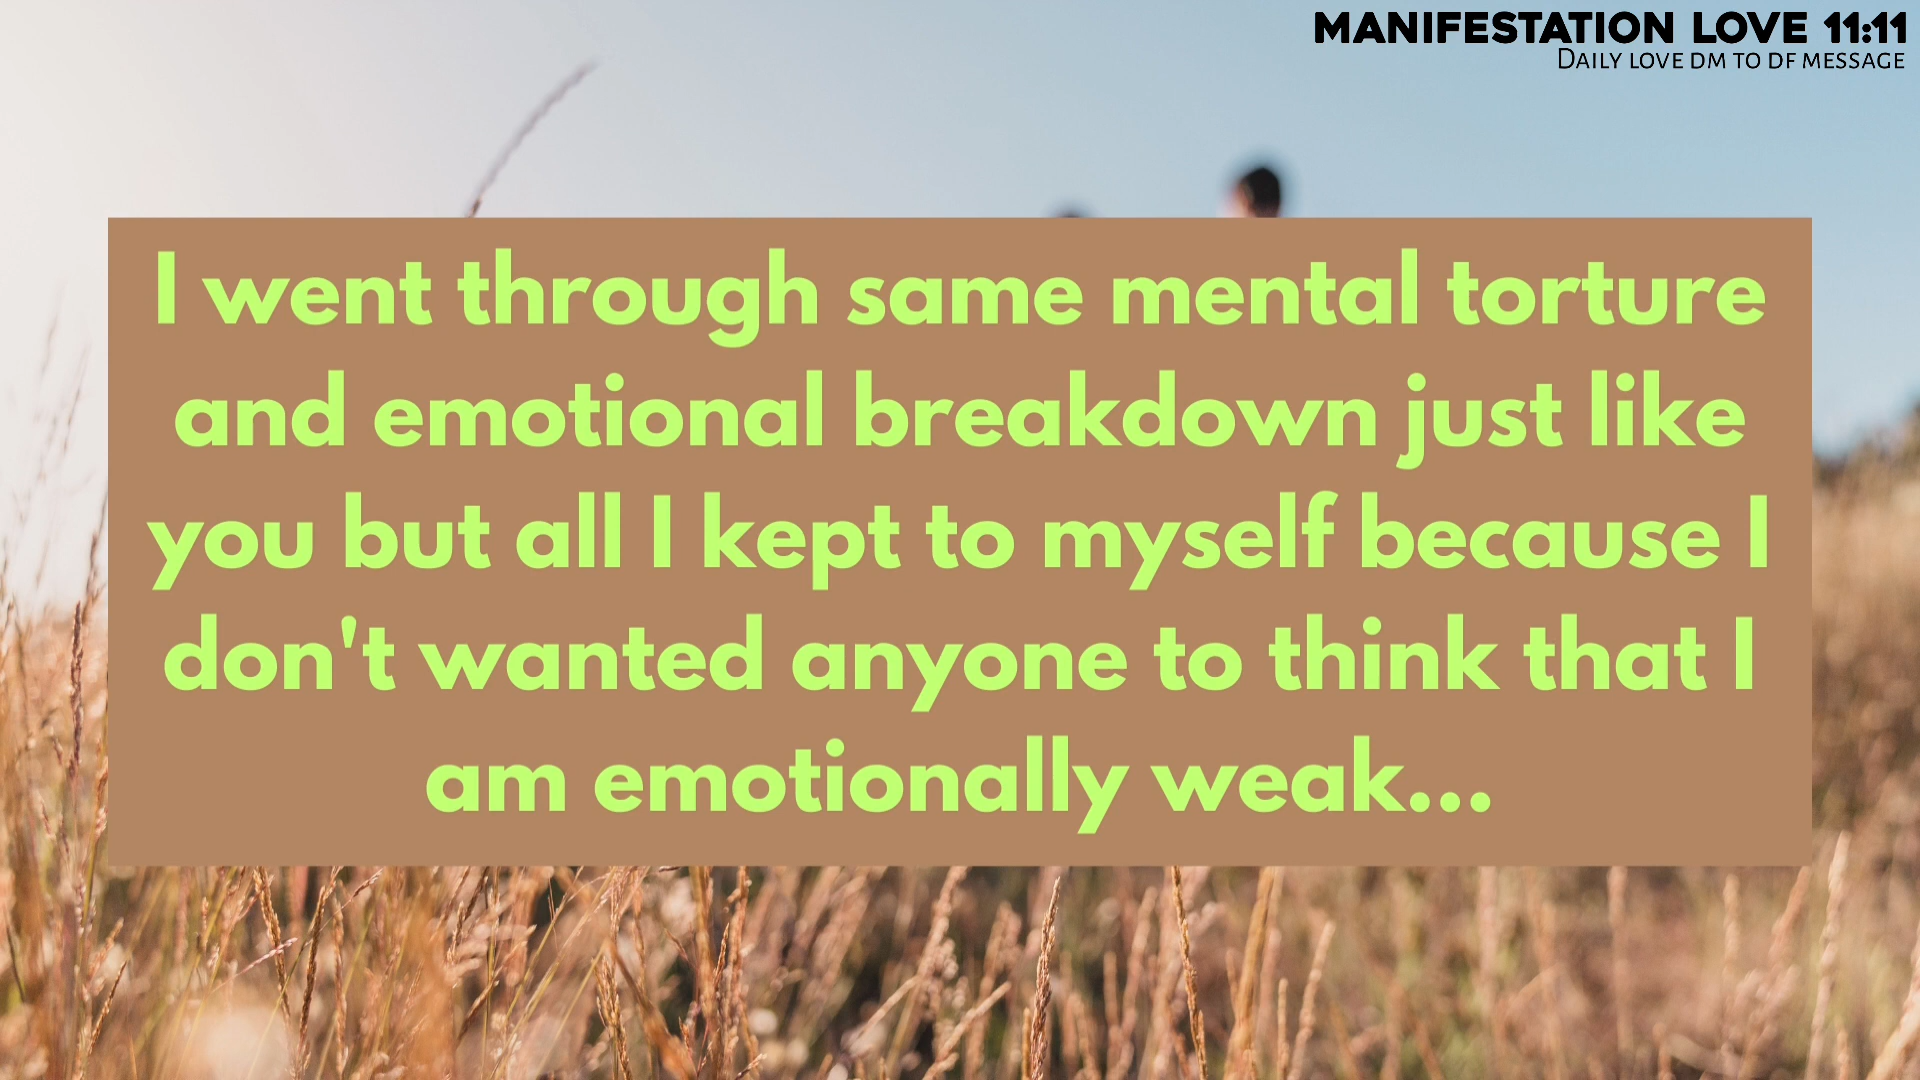 MANIFESTATION LOVE 11:11
DAILY LOVE DM TO DF MESSAGE
I went through same mental torture
and emotional breakdown just like
you but all I kept to myself because I
don't wanted anyone to think that I
am emotionally weak...